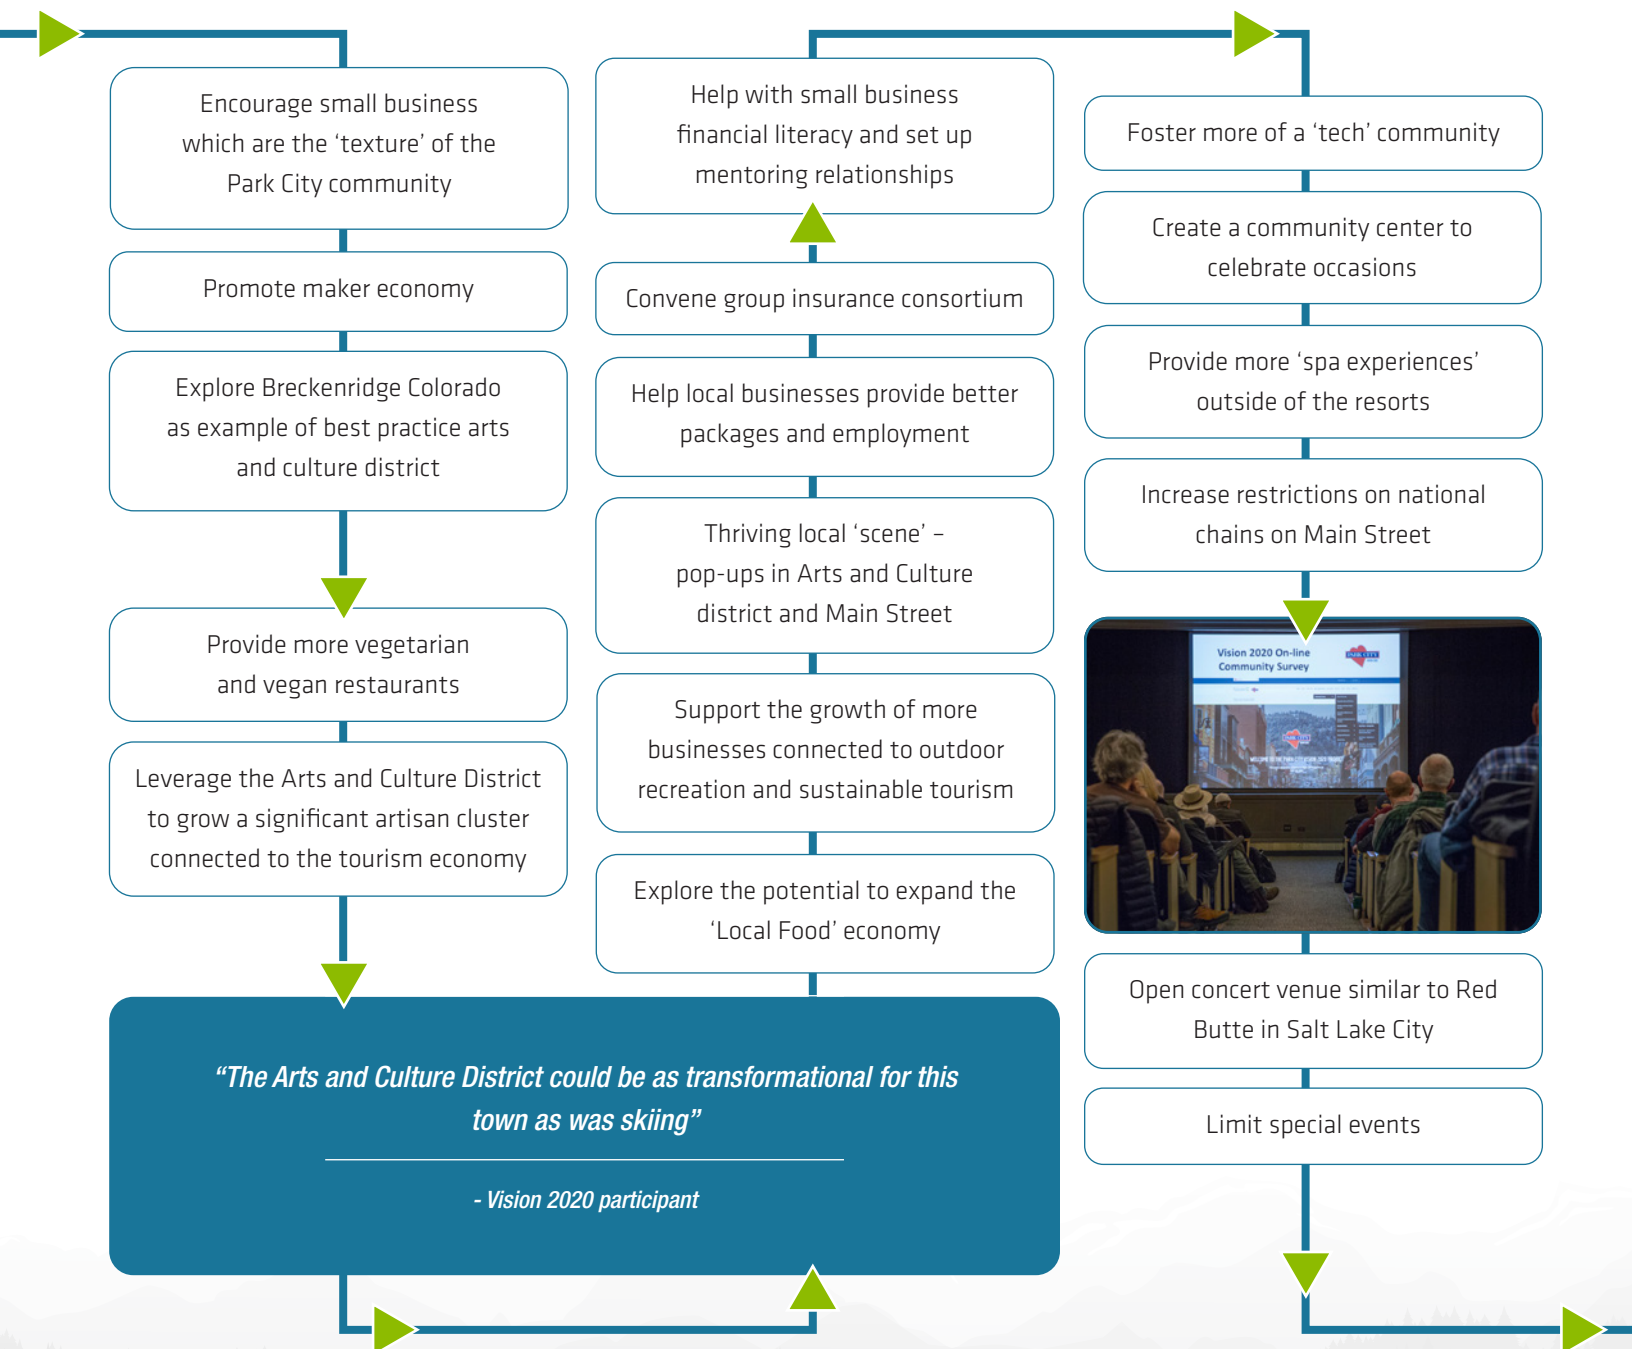 Encourage small business
which are the ‘texture’ of the
Park City community
Promote maker economy
Explore Breckenridge Colorado
as example of best practice arts
and culture district
Provide more vegetarian
and vegan restaurants
Leverage the Arts and Culture District
to grow a significant artisan cluster
connected to the tourism economy
“The Arts and Culture District could be as transformational for this
town as was skiing”
- Vision 2020 participant
Help with small business
financial literacy and set up
mentoring relationships
Convene group insurance consortium
Help local businesses provide better
packages and employment
Thriving local ‘scene’ –
pop-ups in Arts and Culture
district and Main Street
Support the growth of more
businesses connected to outdoor
recreation and sustainable tourism
Explore the potential to expand the
‘Local Food’ economy
Foster more of a ‘tech’ community
Create a community center to
celebrate occasions
Provide more ‘spa experiences’
outside of the resorts
Increase restrictions on national
chains on Main Street
Vision 2020 On-line
Community Survey
PARK CITY
Open concert venue similar to Red
Butte in Salt Lake City
Limit special events